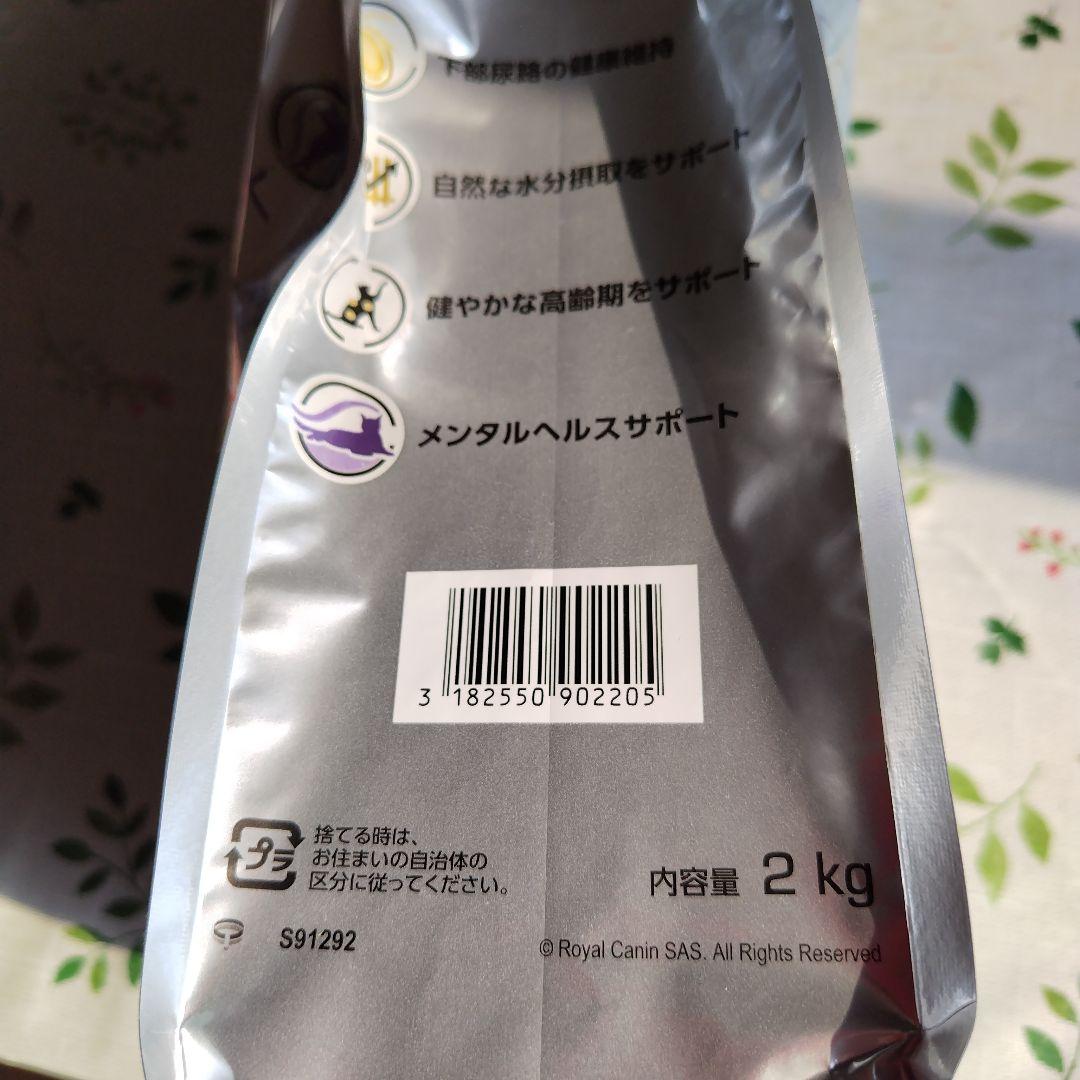 下部尿路の健康維持
自然な水分摂取をサポート
健やかな高齢期をサポート
メンタルヘルスサポート
3 182550 902205
プラ
捨てる時は、
お住まいの自治体の
区分に従ってください。
内容量 2 kg
S91292
© Royal Canin SAS. All Rights Reserved